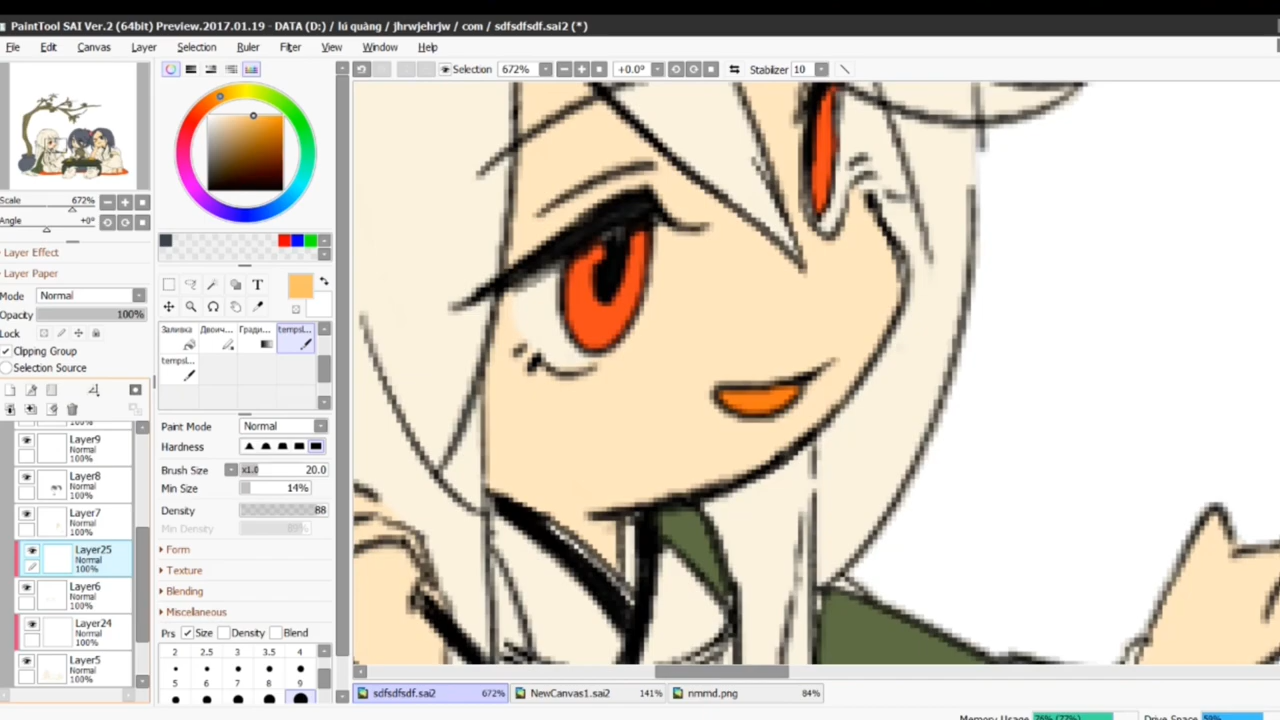 PaintTool SAI Ver.2 (64bit) Preview.2017.01.19 - DATA (D:) / lú quàng / jhrwjehrjw / com / sdfsdfsdf.sai2 (*)
File Edit Canvas Layer Selection Ruler Filter View Window Help
Selection 672% +0.0° Stabilizer 10
Scale 672%
Angle +0°
Layer Effect
Layer Paper
Mode Normal
Opacity 100%
Lock
Clipping Group
Selection Source
Layer9
Normal
100%
Layer8
Normal
100%
Layer7
Normal
100%
Layer25
Normal
100%
Layer6
Normal
100%
Layer24
Normal
100%
Layer5
Normal
100%
T
Заливка Двоич... Гради... tempsl...
tempsl...
Paint Mode Normal
Hardness
Brush Size x1.0 20.0
Min Size 14%
Density 88
Min Density
Form
Texture
Blending
Miscellaneous
Prs Size Density Blend
2 2.5 3 3.5 4
5 6 7 8 9
sdfsdfsdf.sai2 672% NewCanvas1.sai2 141% nmmd.png 84%
Memory Usage 76% (77%) Drive Space 59%